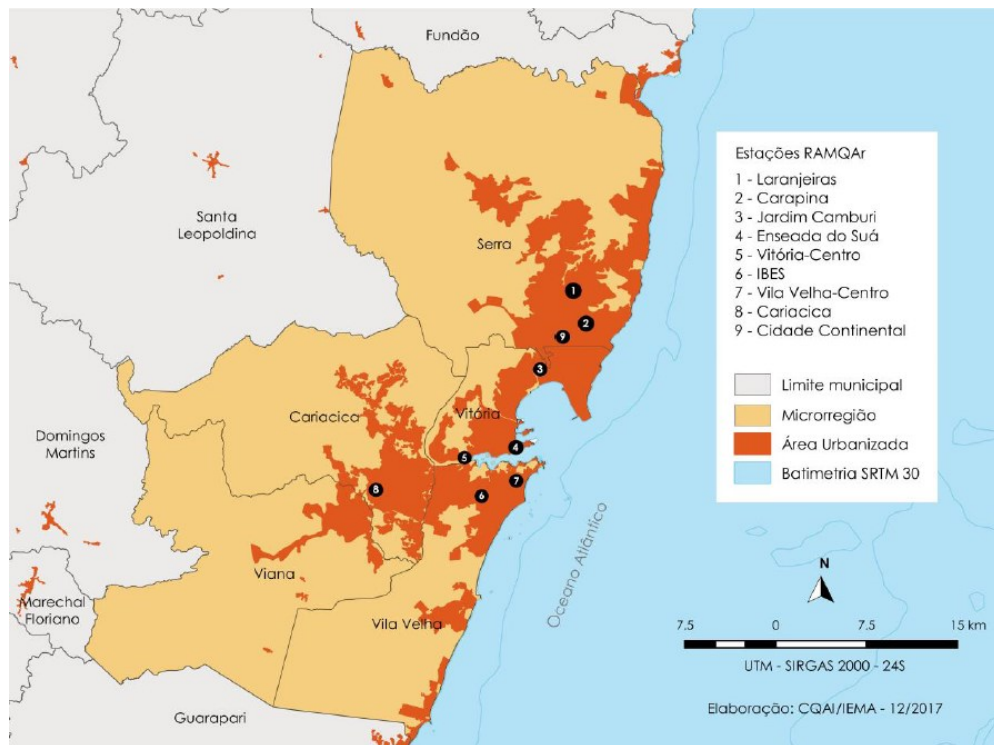 Fundão
Estações RAMQAr
1 - Laranjeiras
2 - Carapina
3 - Jardim Camburi
4 - Enseada do Suá
5 - Vitória-Centro
6 - IBES
7 - Vila Velha-Centro
8 - Cariacica
9 - Cidade Continental
Santa
Leopoldina
Serra
1
2
9
3
Limite municipal
Microrregião
Área Urbanizada
Batimetria SRTM 30
Cariacica
Vitória
Domingos
Martins
4
5
7
8
6
Oceano Atlântico
Viana
Marechal
Floriano
Vila Velha
N
7.5 0 7.5 15 km
UTM - SIRGAS 2000 - 24S
Guarapari
Elaboração: CQAI/IEMA - 12/2017